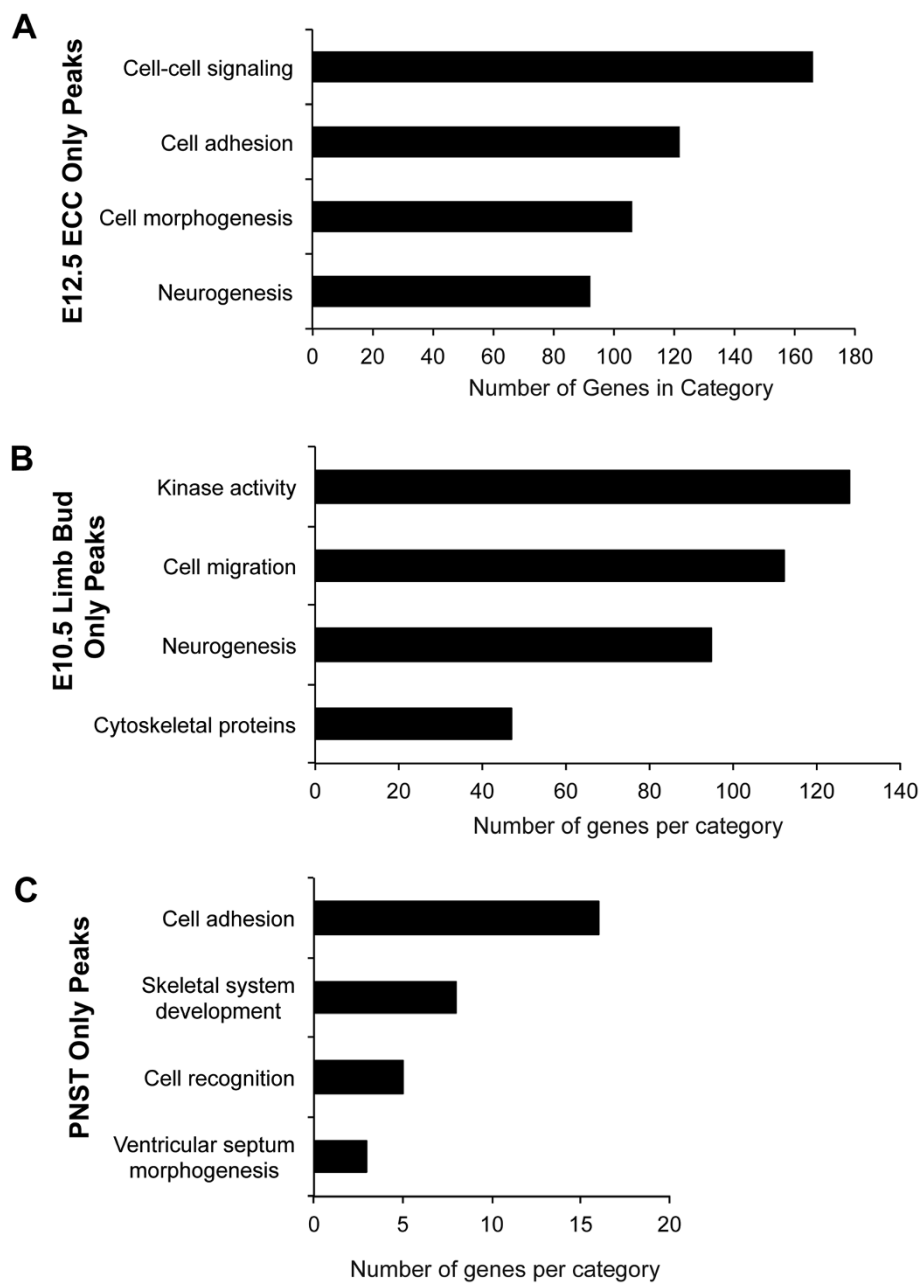 A
E12.5 ECC Only Peaks
Cell-cell signaling
Cell adhesion
Cell morphogenesis
Neurogenesis
0 20 40 60 80 100 120 140 160 180
Number of Genes in Category
B
E10.5 Limb Bud
Only Peaks
Kinase activity
Cell migration
Neurogenesis
Cytoskeletal proteins
0 20 40 60 80 100 120 140
Number of genes per category
C
PNST Only Peaks
Cell adhesion
Skeletal system
development
Cell recognition
Ventricular septum
morphogenesis
0 5 10 15 20
Number of genes per category